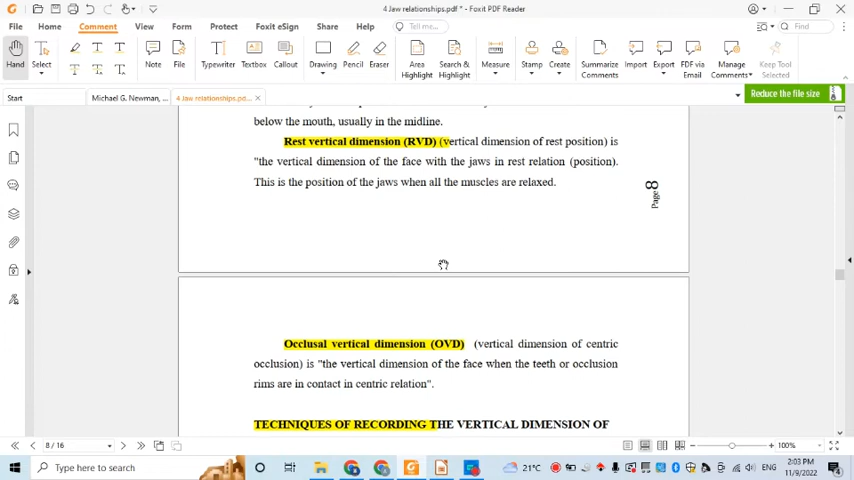 4 Jaw relationships.pdf * - Foxit PDF Reader
File Home Comment View Form Protect Foxit eSign Share Help Tell me... Find
Hand Select Note File Typewriter Textbox Callout Drawing Pencil Eraser Area Highlight Search & Highlight Measure Stamp Create Summarize Comments Import Export PDF via Email Manage Comments Keep Tool Selected
Start Michael G. Newman, ... 4 Jaw relationships.pd... Reduce the file size
below the mouth, usually in the midline.
Rest vertical dimension (RVD) (vertical dimension of rest position) is
"the vertical dimension of the face with the jaws in rest relation (position).
This is the position of the jaws when all the muscles are relaxed.
Page8
Occlusal vertical dimension (OVD) (vertical dimension of centric
occlusion) is "the vertical dimension of the face when the teeth or occlusion
rims are in contact in centric relation".
TECHNIQUES OF RECORDING THE VERTICAL DIMENSION OF
8 / 16 100%
Type here to search 21°C ENG 2:03 PM
11/9/2022 4